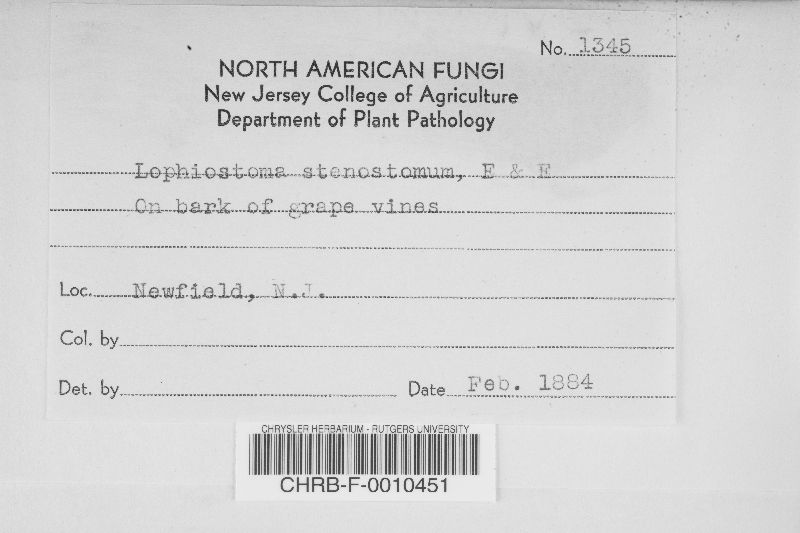 No. 1345
NORTH AMERICAN FUNGI
New Jersey College of Agriculture
Department of Plant Pathology
Lophiostoma stenostomum, E & E
On bark of grape vines
Loc. Newfield, N.J.
Col. by
Det. by Date Feb. 1884
CHRYSLER HERBARIUM - RUTGERS UNIVERSITY
CHRB-F-0010451